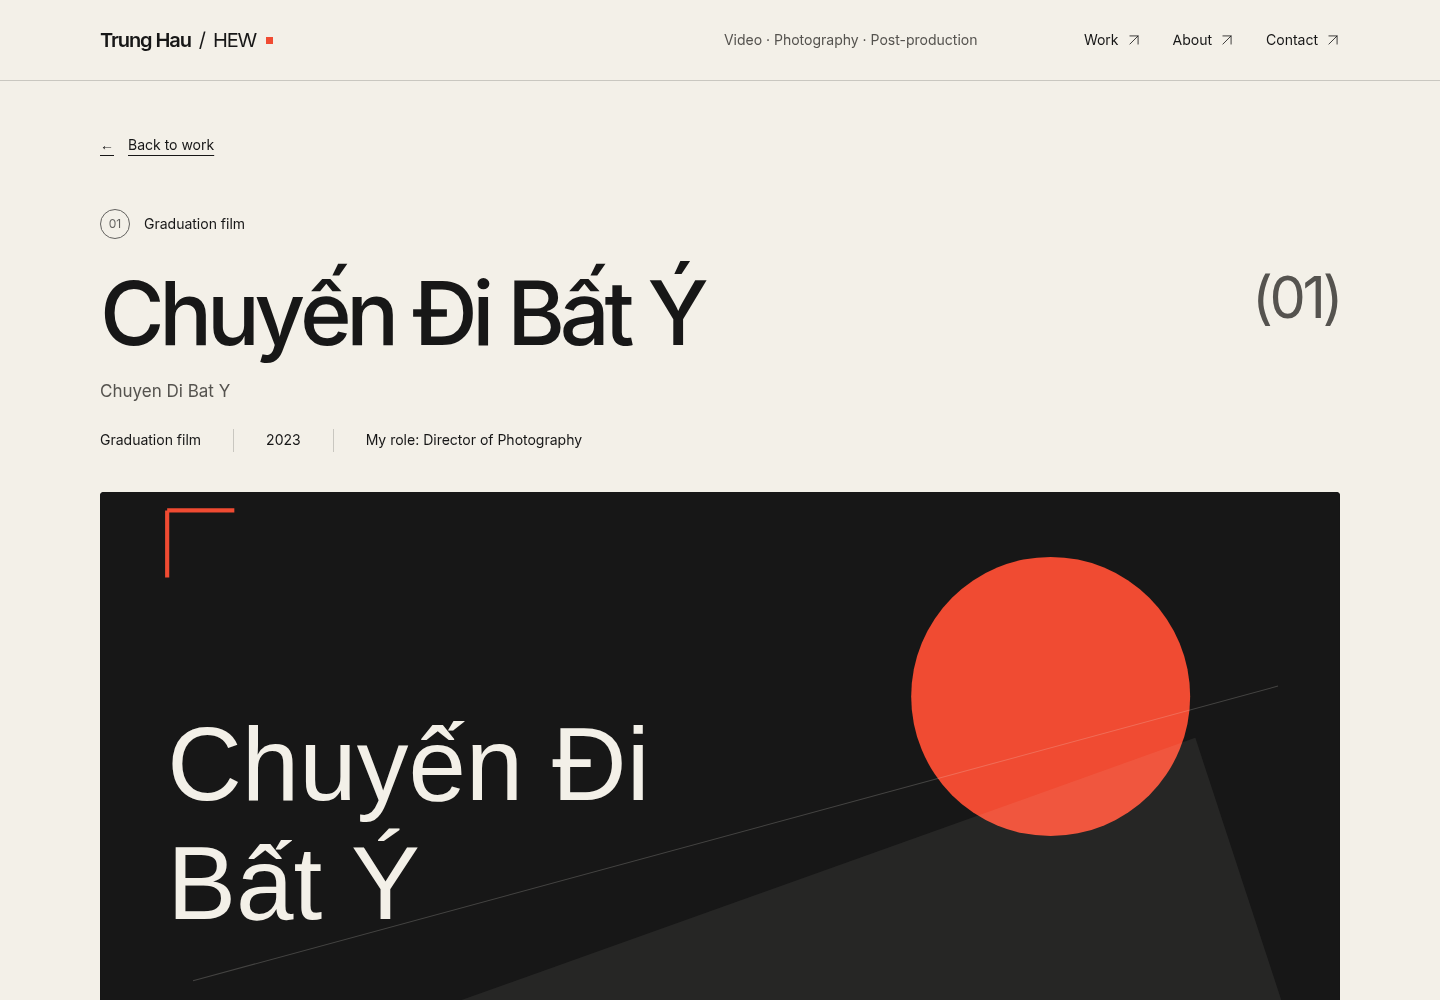 Trung Hau / HEW
Video · Photography · Post-production
Work
About
Contact
← Back to work
01 Graduation film
Chuyến Đi Bất Ý
(01)
Chuyen Di Bat Y
Graduation film
2023
My role: Director of Photography
Chuyến Đi
Bất Ý